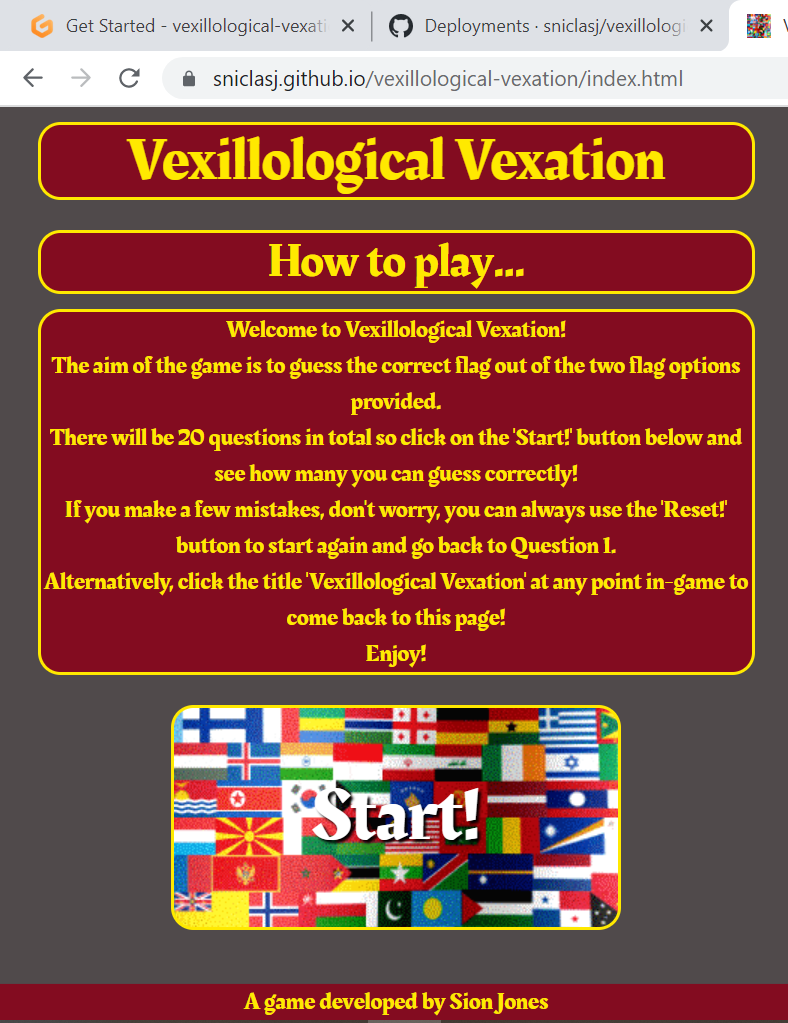 Get Started - vexillological-vexati
Deployments · sniclasj/vexillologi
sniclasj.github.io/vexillological-vexation/index.html
Vexillological Vexation
How to play...
Welcome to Vexillological Vexation!
The aim of the game is to guess the correct flag out of the two flag options
provided.
There will be 20 questions in total so click on the 'Start!' button below and
see how many you can guess correctly!
If you make a few mistakes, don't worry, you can always use the 'Reset!'
button to start again and go back to Question 1.
Alternatively, click the title 'Vexillological Vexation' at any point in-game to
come back to this page!
Enjoy!
Start!
A game developed by Sion Jones